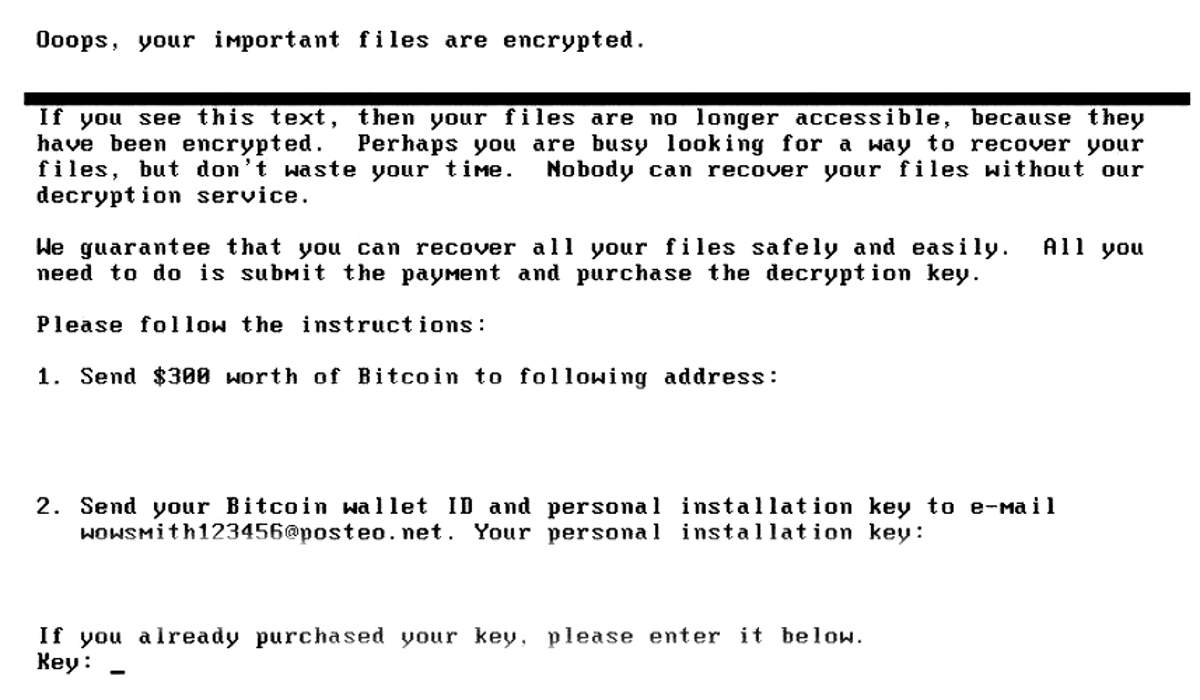 Ooops, your important files are encrypted.
If you see this text, then your files are no longer accessible, because they
have been encrypted.  Perhaps you are busy looking for a way to recover your
files, but don't waste your time.  Nobody can recover your files without our
decryption service.
We guarantee that you can recover all your files safely and easily.  All you
need to do is submit the payment and purchase the decryption key.
Please follow the instructions:
1. Send $300 worth of Bitcoin to following address:
2. Send your Bitcoin wallet ID and personal installation key to e-mail
wowsmith123456@posteo.net. Your personal installation key:
If you already purchased your key, please enter it below.
Key: _